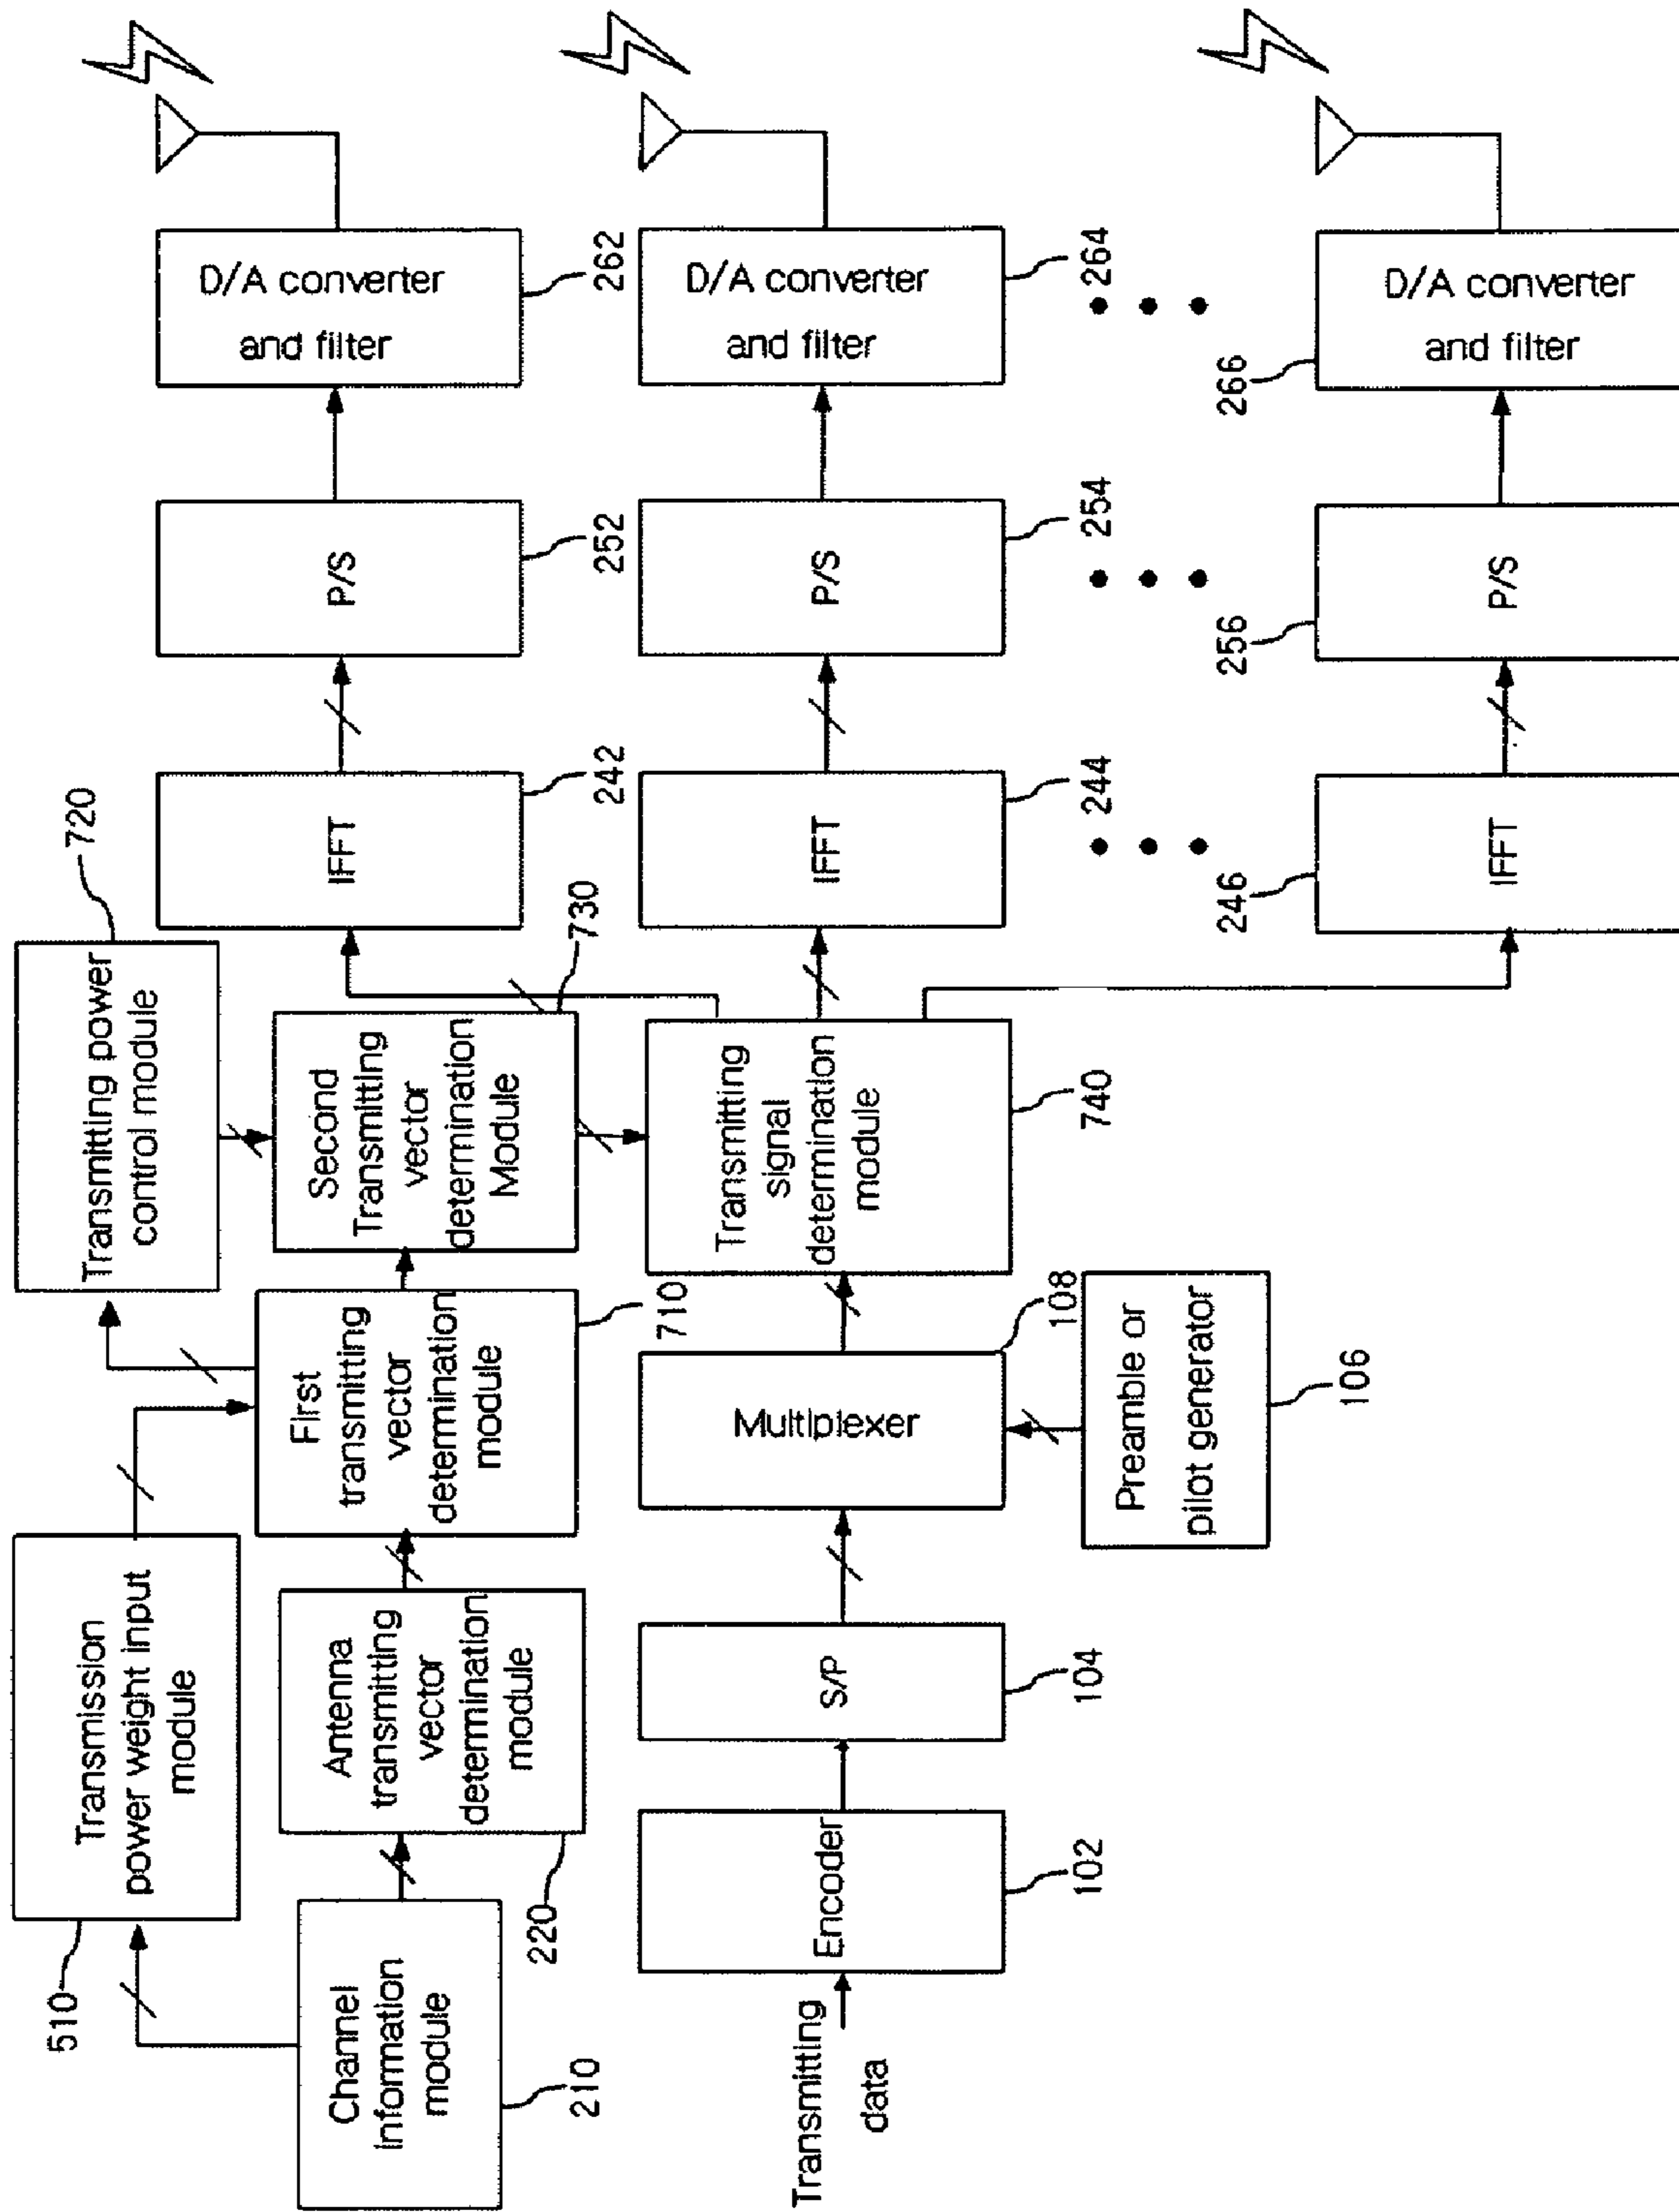 510
Transmission
power weight input
module
Transmitting power
control module
720
Channel
information
module
210
Antenna
transmitting
vector
determination
module
220
First
transmitting
vector
determination
module
710
Second
Transmitting
vector
determination
Module
730
IFFT
242
P/S
252
D/A converter
and filter
262
Transmitting
data
Encoder
102
S/P
104
Multiplexer
108
Transmitting
signal
determination
module
740
IFFT
244
P/S
254
D/A converter
and filter
264
Preamble or
pilot generator
106
246
IFFT
256
P/S
266
D/A converter
and filter